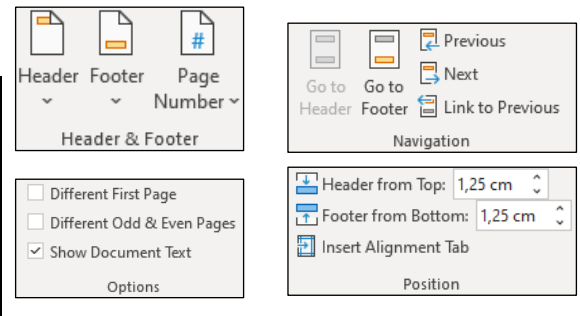 #
Header Footer Page
Number
Header & Footer
Previous
Next
Go to Go to
Header Footer Link to Previous
Navigation
Different First Page
Different Odd & Even Pages
Show Document Text
Options
Header from Top: 1,25 cm
Footer from Bottom: 1,25 cm
Insert Alignment Tab
Position